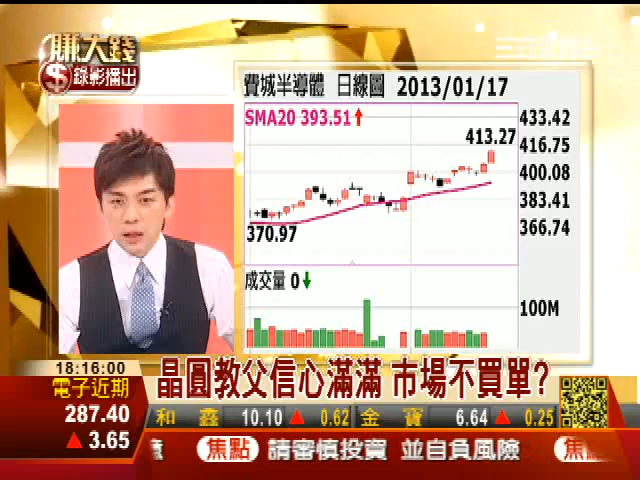 賺大錢
$錄影播出
費城半導體 日線圖 2013/01/17
SMA20 393.51↑
433.42
413.27
416.75
400.08
383.41
370.97
366.74
成交量 0↓
100M
18:16:00
晶圓教父信心滿滿 市場不買單?
電子近期
287.40
▲ 3.65
和鑫 10.10 ▲ 0.62 金寶 6.64 ▲ 0.25
焦點 請審慎投資 並自負風險